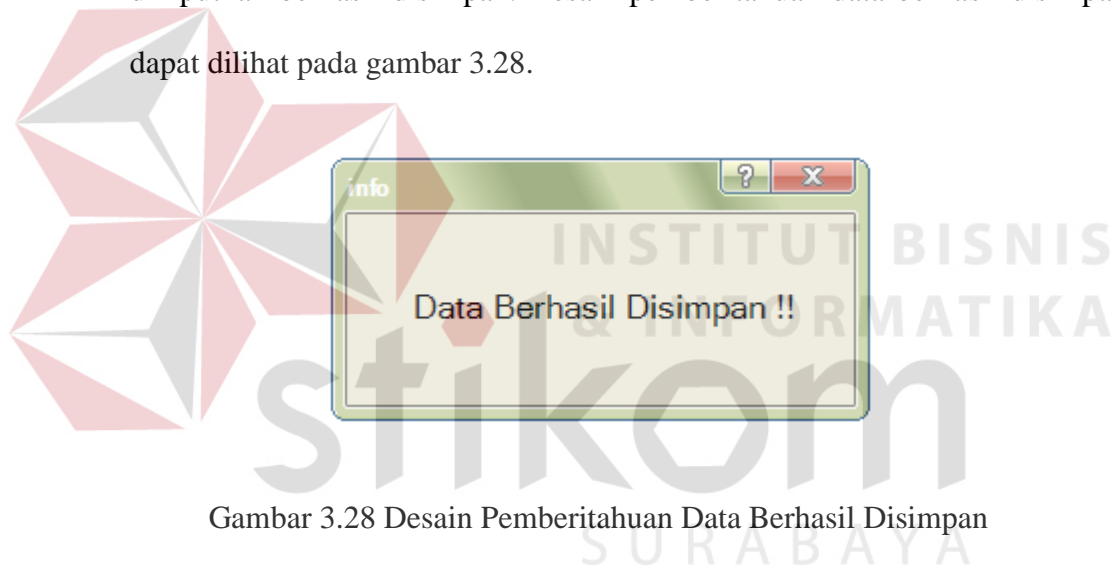 dapat dilihat pada gambar 3.28.
info
? X
INSTITUT BISNIS
Data Berhasil Disimpan !!
& INFORMATIKA
stikom
Gambar 3.28 Desain Pemberitahuan Data Berhasil Disimpan
SURABAYA